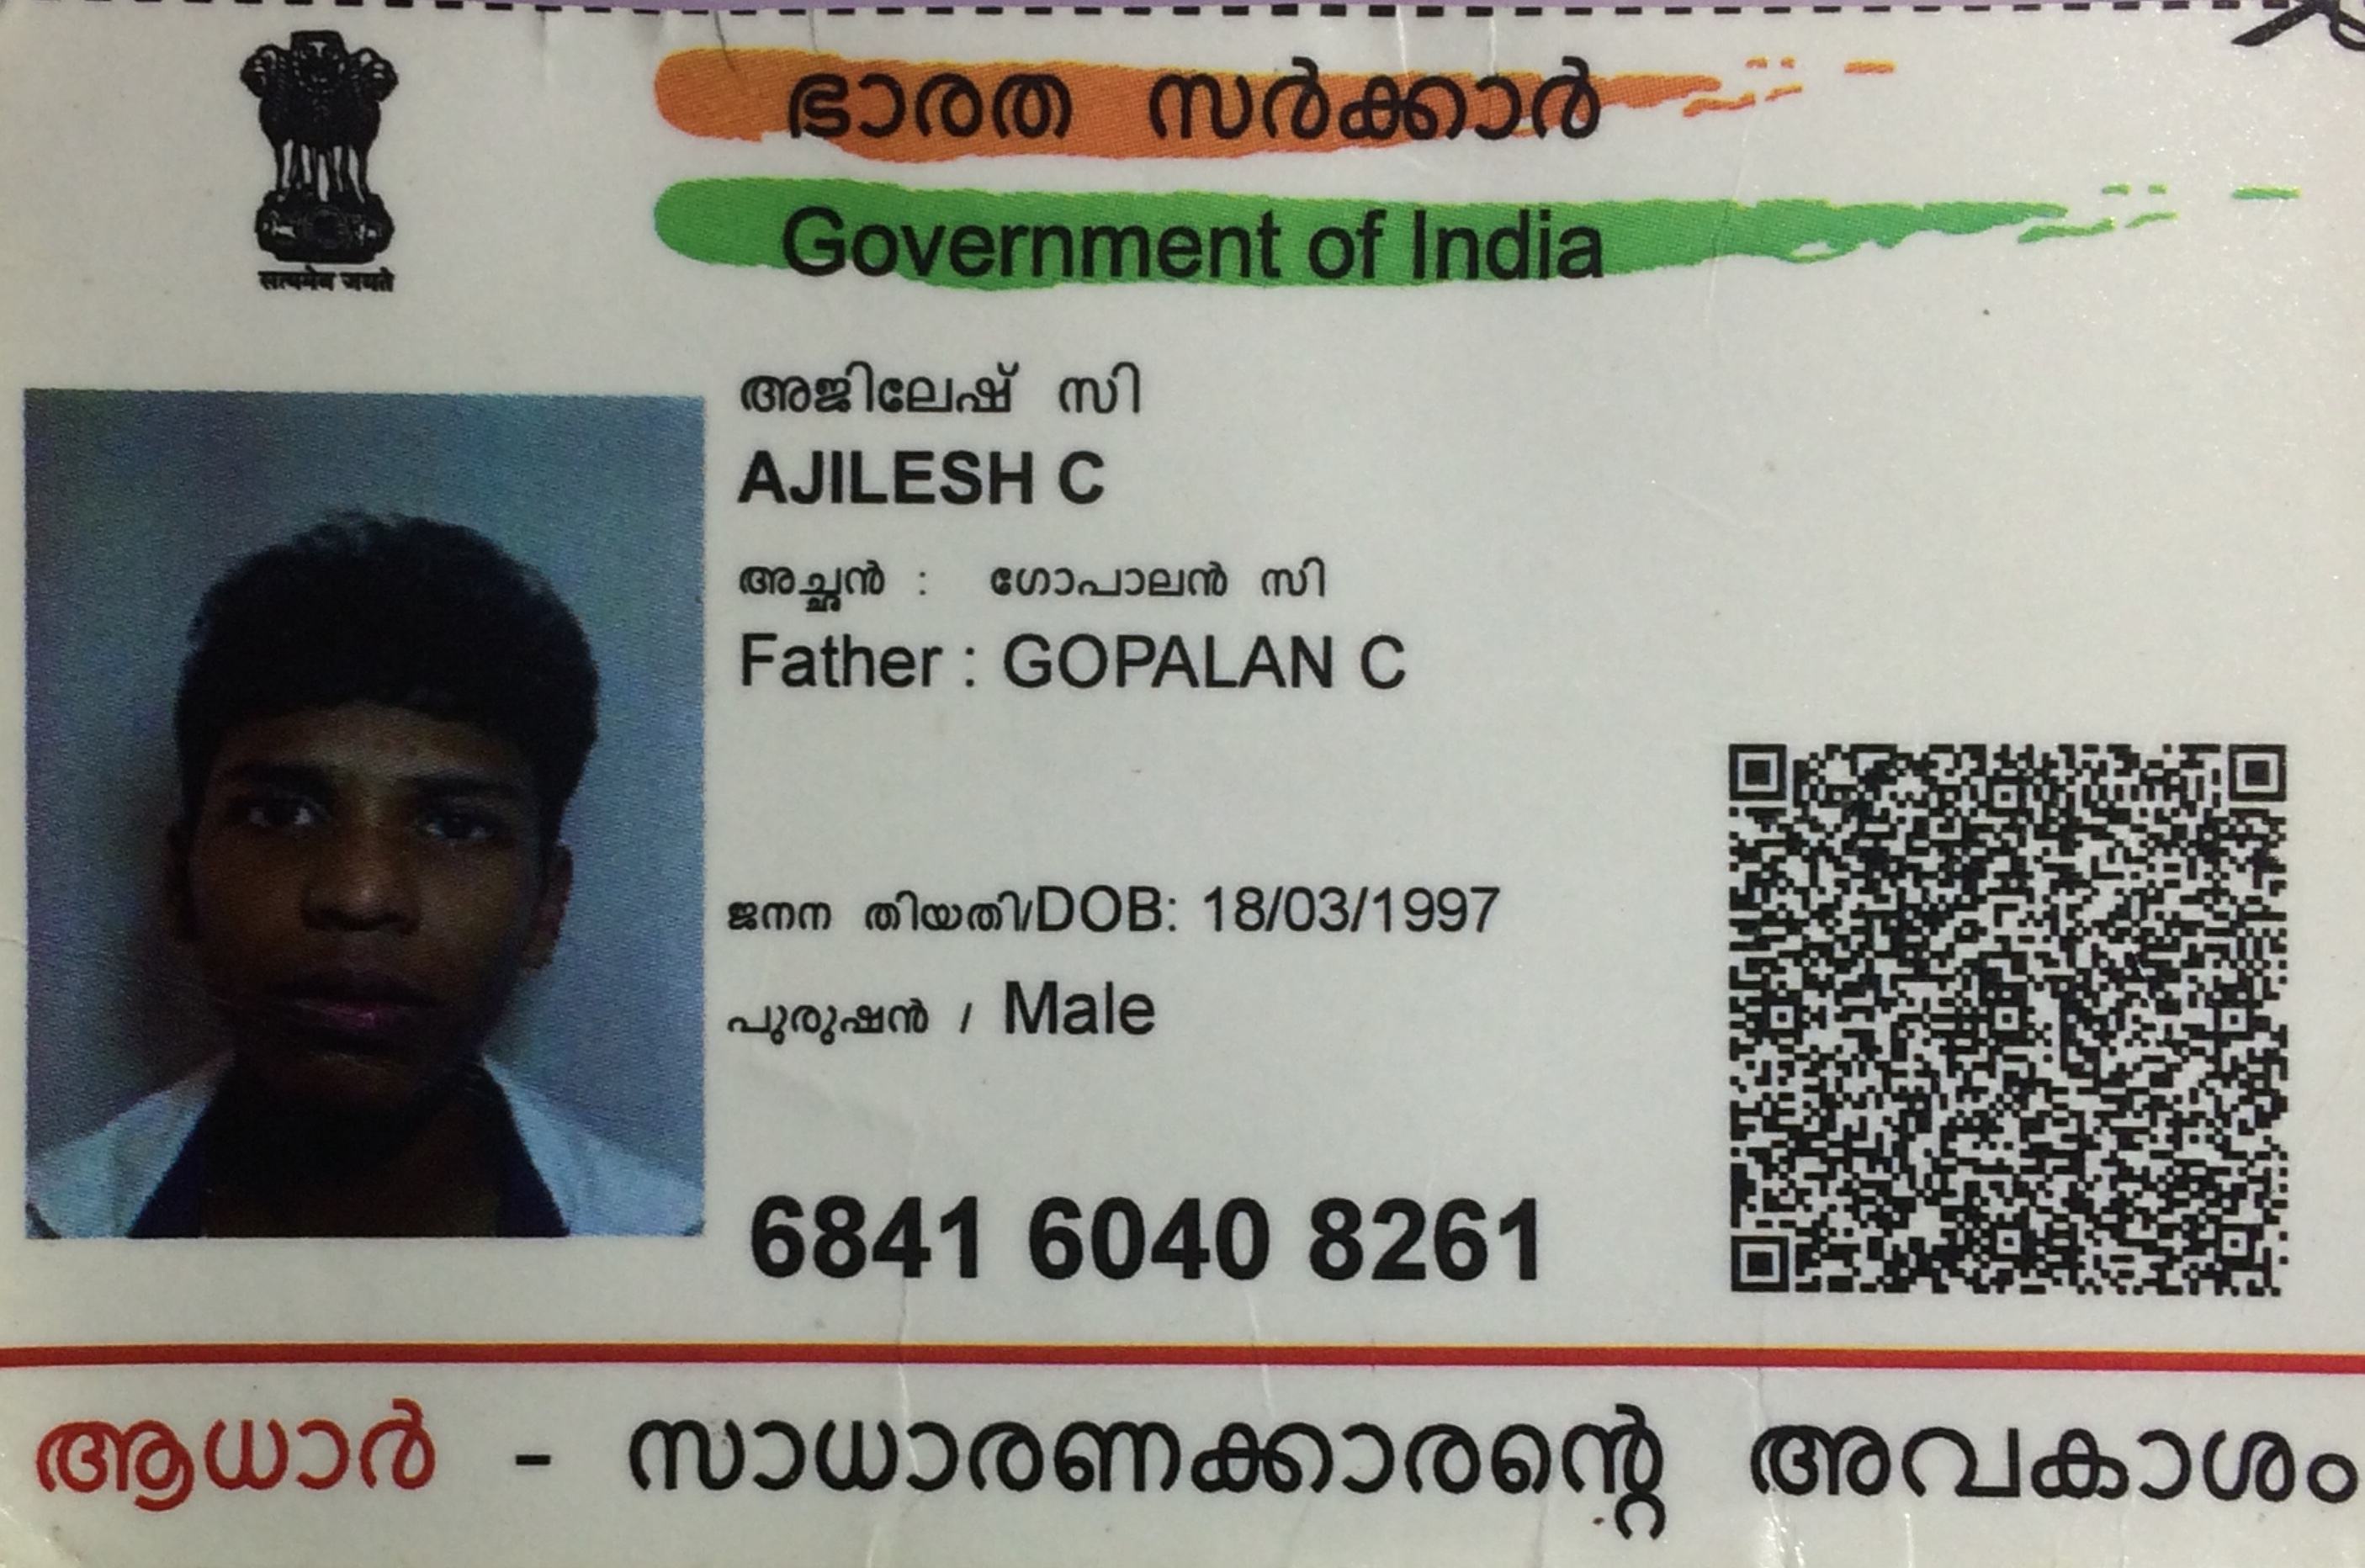 ഭാരത സർക്കാർ
Government of India
सत्यमेव जयते
അജിലേഷ് സി
AJILESH C
അച്ഛൻ : ഗോപാലൻ സി
Father : GOPALAN C
ജനന തിയതി/DOB: 18/03/1997
പുരുഷൻ / Male
6841 6040 8261
ആധാർ - സാധാരണക്കാരന്റെ അവകാശം